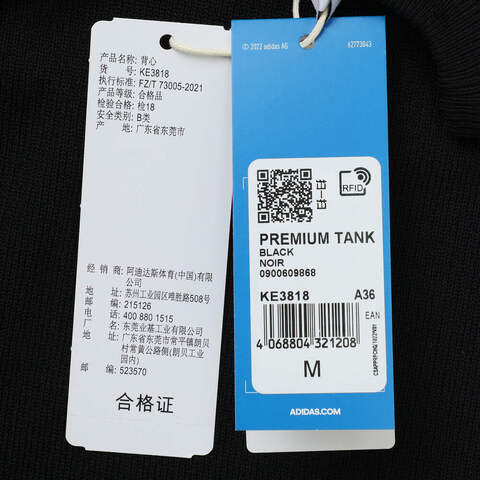 产品名称: 背心
货 号: KE3818
执行标准: FZ/T 73005-2021
产品等级: 合格品
检验合格: 检18
安全类别: B类
产 地: 广东省东莞市
经 销 商: 阿迪达斯体育(中国)有限公司
地 址: 苏州工业园区唯胜路508号
邮 编: 215126
电 话: 400 880 1515
厂 名: 东莞业基工业有限公司
地 址: 广东省东莞市常平镇朗贝村常黄公路侧(朗贝工业园内)
邮 编: 523570
合格证
© 2022 adidas AG
62773043
RFID
PREMIUM TANK
BLACK
NOIR
0900609868
KE3818 A36
EAN
4 068804 321208
M
ADIDAS.COM